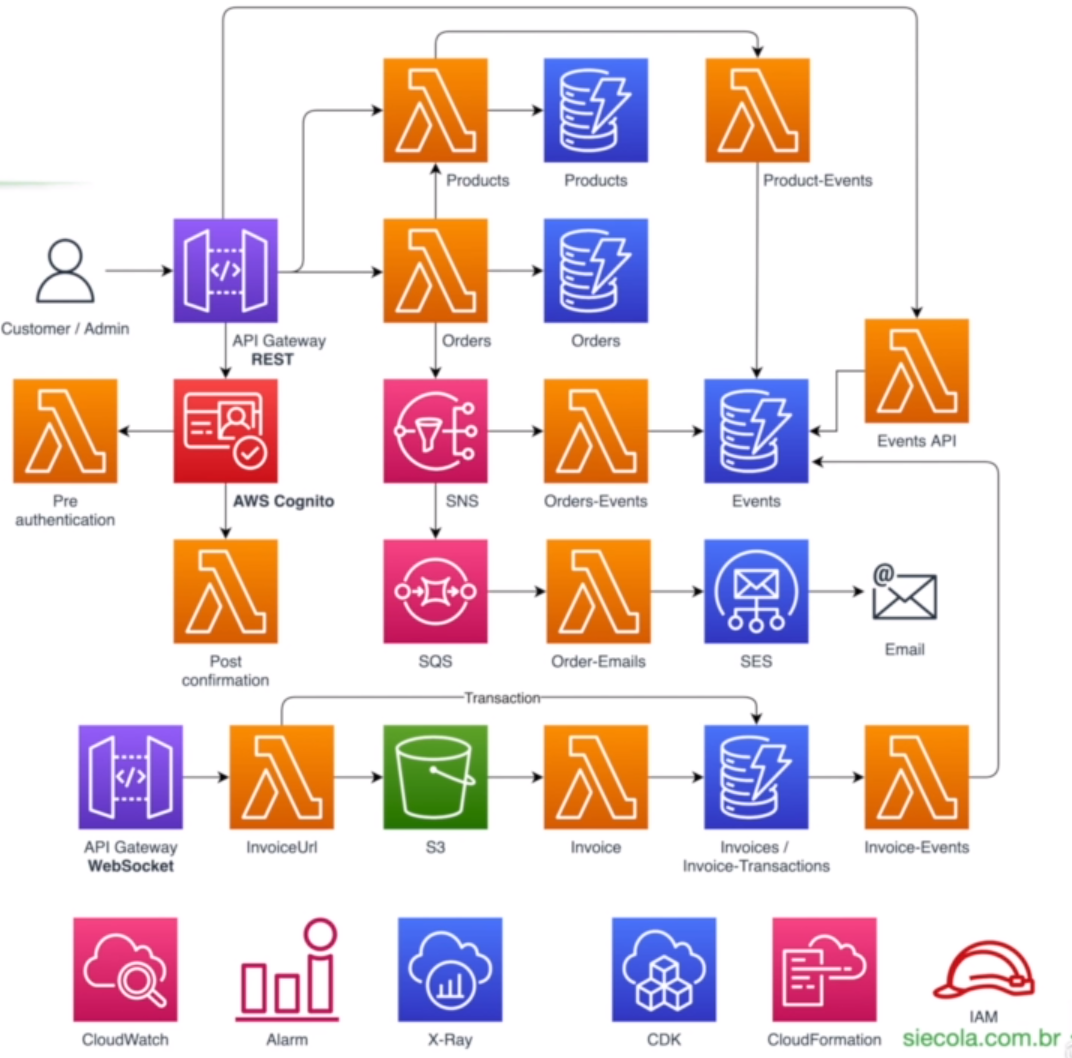 Products
Products
Product-Events
Customer / Admin
API Gateway
REST
Orders
Orders
Events API
Pre
authentication
AWS Cognito
SNS
Orders-Events
Events
Post
confirmation
SQS
Order-Emails
SES
@
Email
Transaction
API Gateway
WebSocket
InvoiceUrl
S3
Invoice
Invoices /
Invoice-Transactions
Invoice-Events
CloudWatch
Alarm
X-Ray
CDK
CloudFormation
IAM
siecola.com.br